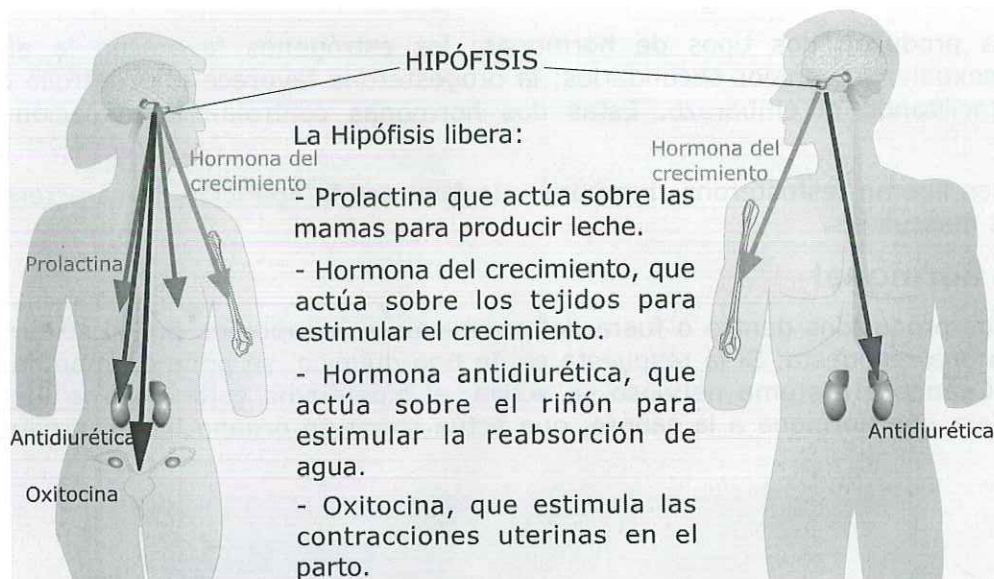 HIPÓFISIS
La Hipófisis libera:
Hormona del
crecimiento
- Prolactina que actúa sobre las
mamas para producir leche.
- Hormona del crecimiento, que
actúa sobre los tejidos para
estimular el crecimiento.
- Hormona antidiurética, que
actúa sobre el riñón para
estimular la reabsorción de
agua.
- Oxitocina, que estimula las
contracciones uterinas en el
parto.
Prolactina
Antidiurética
Oxitocina
Hormona del
crecimiento
Antidiurética